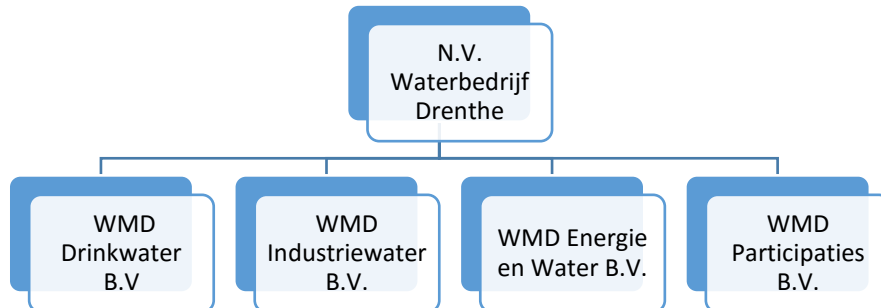 N.V.
Waterbedrijf
Drenthe
WMD
Drinkwater
B.V
WMD
Industriewater
B.V.
WMD Energie
en Water B.V.
WMD
Participaties
B.V.